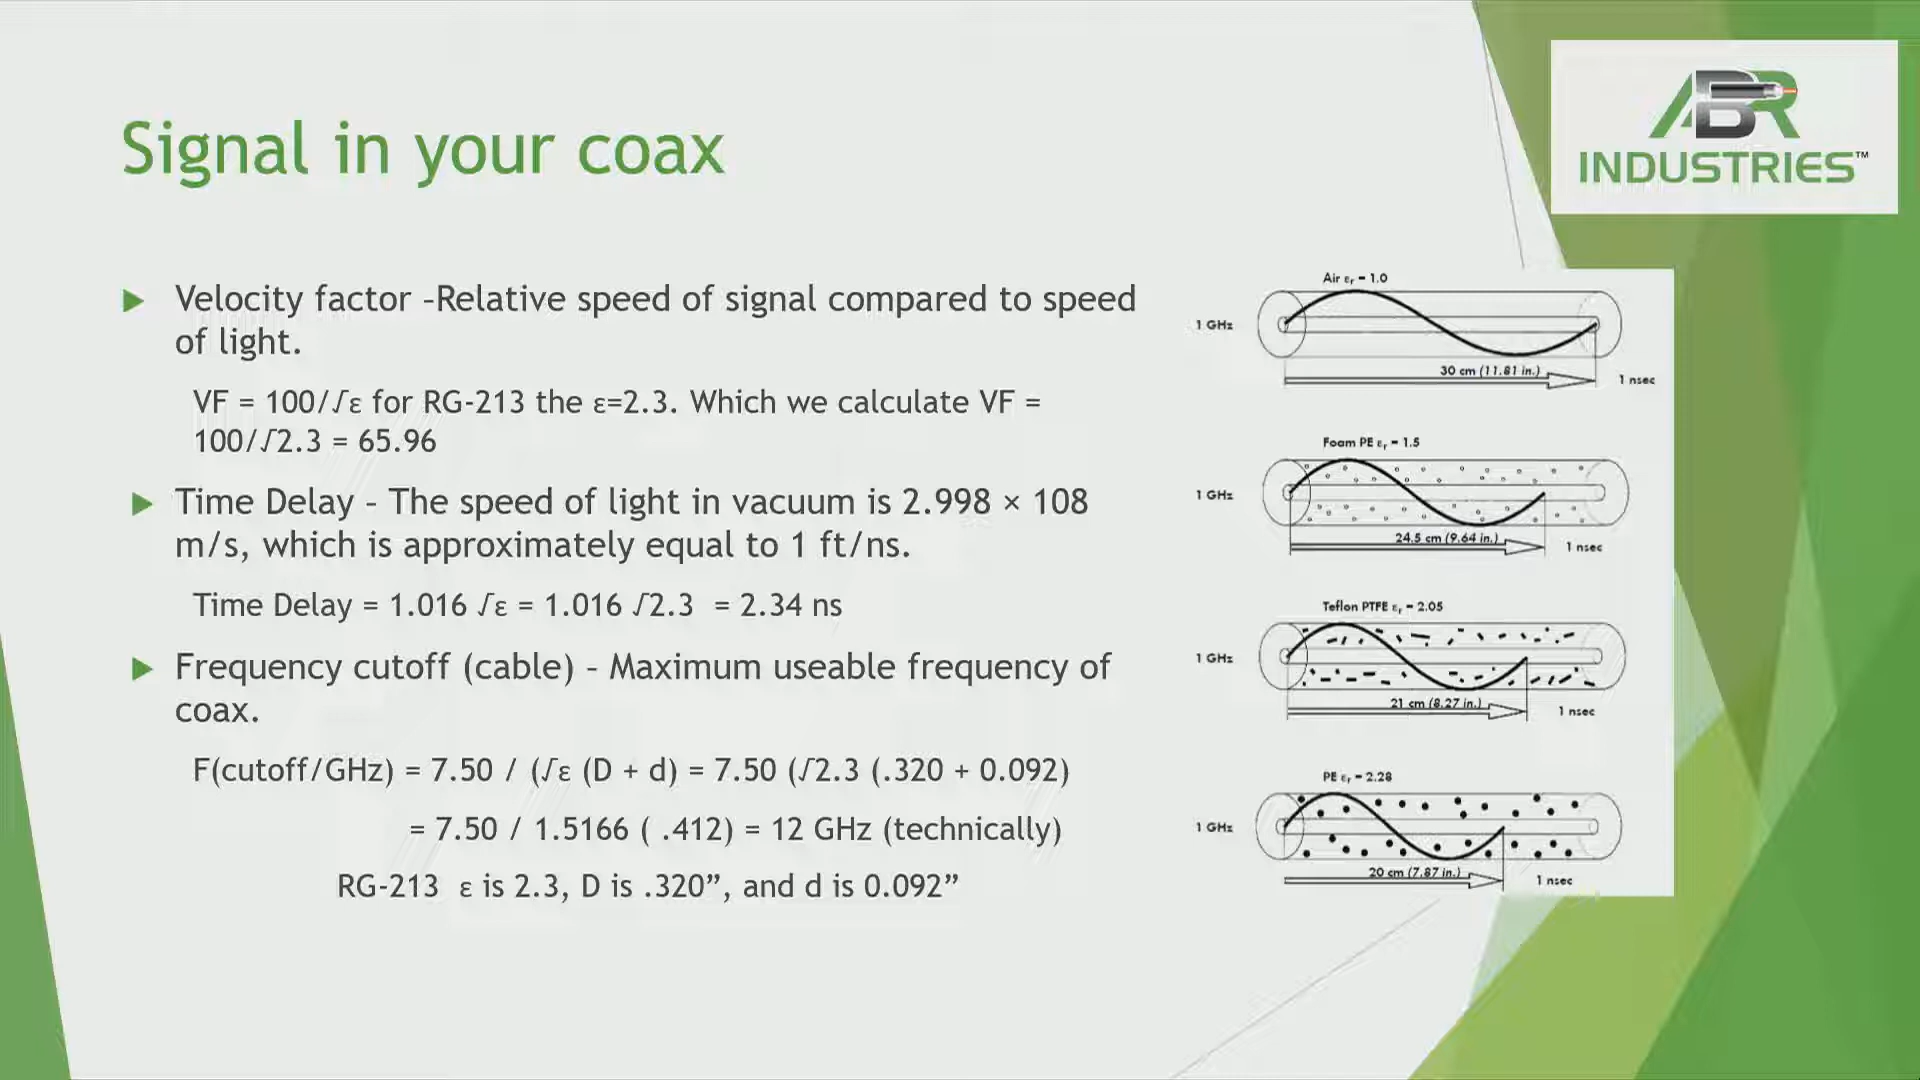 ABR
INDUSTRIES™
Signal in your coax
Velocity factor –Relative speed of signal compared to speed
of light.
VF = 100/√ε for RG-213 the ε=2.3. Which we calculate VF =
100/√2.3 = 65.96
Time Delay – The speed of light in vacuum is 2.998 × 108
m/s, which is approximately equal to 1 ft/ns.
Time Delay = 1.016 √ε = 1.016 √2.3 = 2.34 ns
Frequency cutoff (cable) – Maximum useable frequency of
coax.
F(cutoff/GHz) = 7.50 / (√ε (D + d) = 7.50 (√2.3 (.320 + 0.092)
= 7.50 / 1.5166 ( .412) = 12 GHz (technically)
RG-213 ε is 2.3, D is .320”, and d is 0.092”
Air εr = 1.0
1 GHz
30 cm (11.81 in.)
1 nsec
Foam PE εr = 1.5
1 GHz
24.5 cm (9.64 in.)
1 nsec
Teflon PTFE εr = 2.05
1 GHz
21 cm (8.27 in.)
1 nsec
PE εr = 2.28
1 GHz
20 cm (7.87 in.)
1 nsec